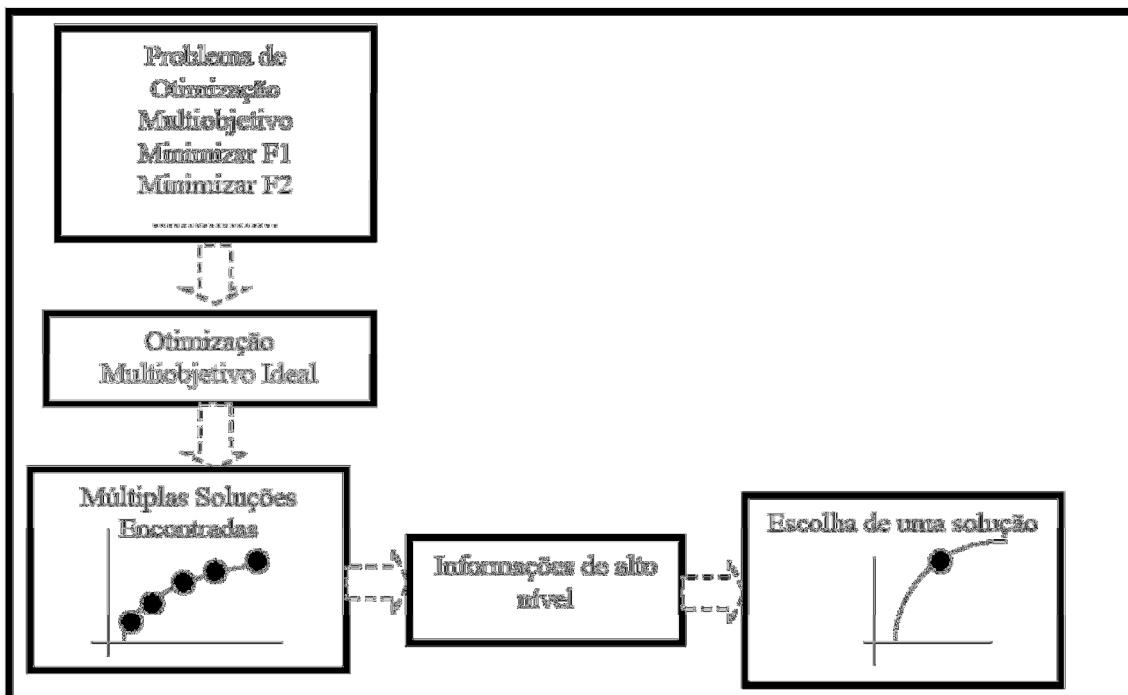 Problema de
Otimização
Multiobjetivo
Minimizar F1
Minimizar F2
Otimização
Multiobjetivo Ideal
Múltiplas Soluções
Encontradas
Informações de alto
nível
Escolha de uma solução